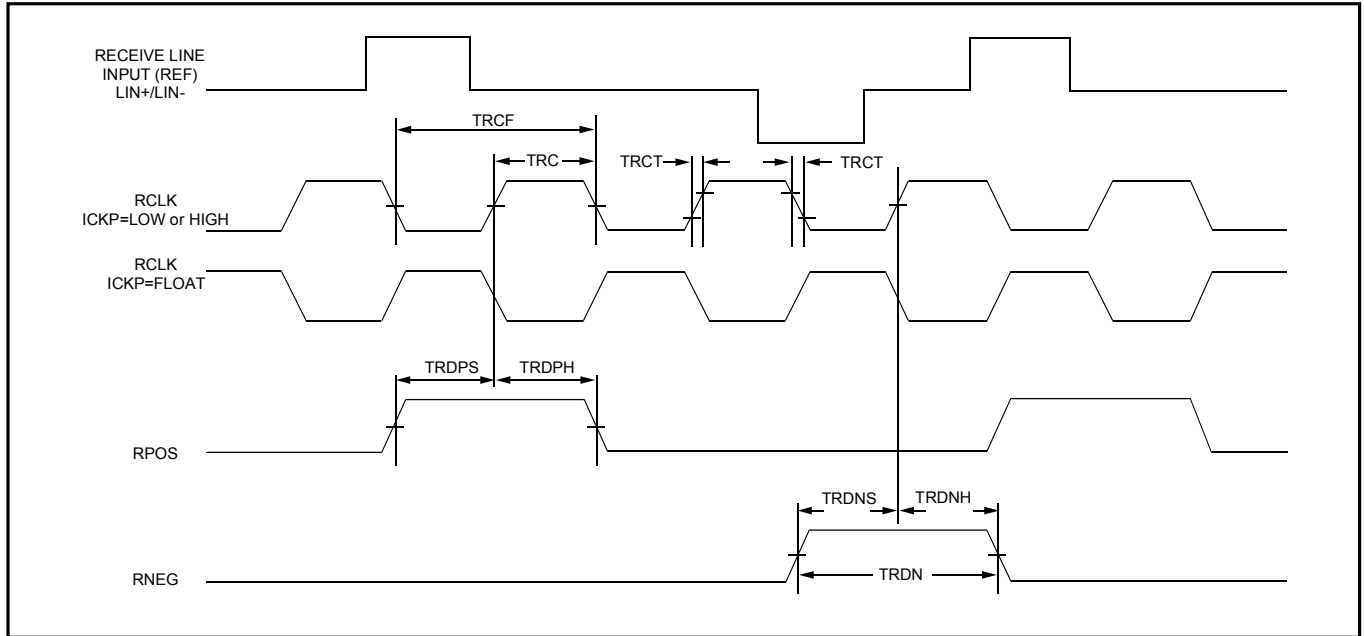 RECEIVE LINE
INPUT (REF)
LIN+/LIN-
TRCF
TRC
TRCT
TRCT
RCLK
ICKP=LOW or HIGH
RCLK
ICKP=FLOAT
TRDPS
TRDPH
RPOS
TRDNS
TRDNH
RNEG
TRDN